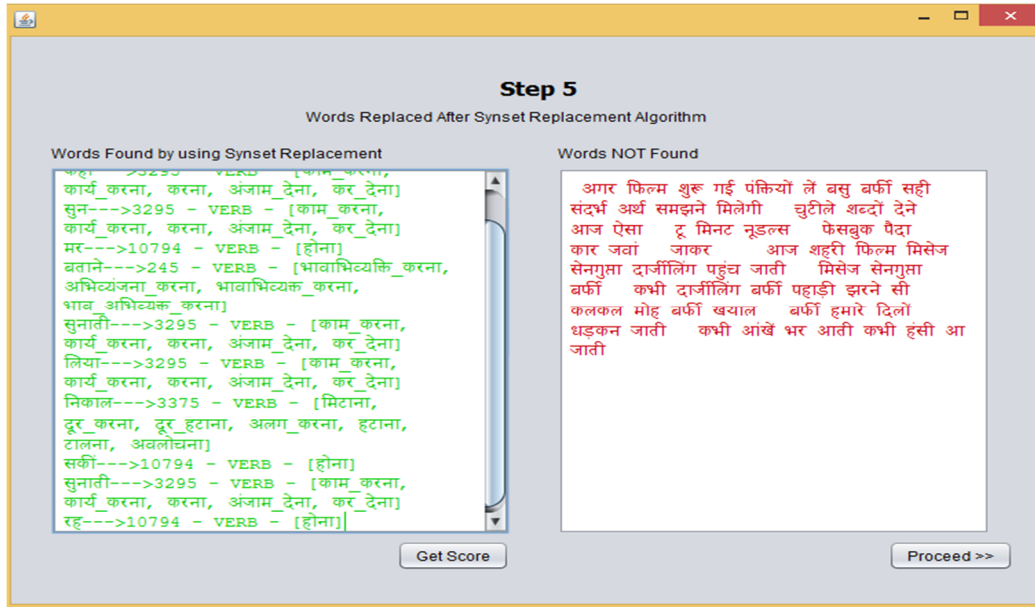 Step 5
Words Replaced After Synset Replacement Algorithm
Words Found by using Synset Replacement
--->3295 - VERB - [काम_करना,
कार्य_करना, करना, अंजाम_देना, कर_देना]
सुन--->3295 - VERB - [काम_करना,
कार्य_करना, करना, अंजाम_देना, कर_देना]
मर--->10794 - VERB - [होना]
बताने--->245 - VERB - [भावाभिव्यक्ति_करना,
अभिव्यंजना_करना, भावाभिव्यक्त_करना,
भाव_अभिव्यक्त_करना]
सुनाती--->3295 - VERB - [काम_करना,
कार्य_करना, करना, अंजाम_देना, कर_देना]
लिया--->3295 - VERB - [काम_करना,
कार्य_करना, करना, अंजाम_देना, कर_देना]
निकाल--->3375 - VERB - [मिटाना,
दूर_करना, दूर_हटाना, अलग_करना, हटाना,
टालना, अवलोचना]
सकीं--->10794 - VERB - [होना]
सुनाती--->3295 - VERB - [काम_करना,
कार्य_करना, करना, अंजाम_देना, कर_देना]
रह--->10794 - VERB - [होना]
Get Score
Words NOT Found
अगर फिल्म शुरू गई पंक्तियों लें बसु बर्फी सही
संदर्भ अर्थ समझने मिलेगी चुटीले शब्दों देने
आज ऐसा टू मिनट नूडल्स फेसबुक पैदा
कार जवां जाकर आज शहरी फिल्म मिसेज
सेनगुप्ता दार्जीलिंग पहुंच जाती मिसेज सेनगुप्ता
बर्फी कभी दार्जीलिंग बर्फी पहाड़ी झरने सी
कलकल मोह बर्फी खयाल बर्फी हमारे दिलों
धड़कन जाती कभी आंखें भर आती कभी हंसी आ
जाती
Proceed >>